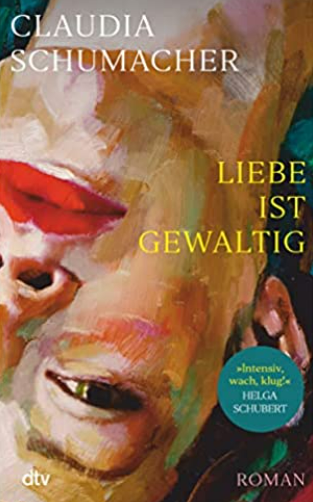 CLAUDIA
SCHUMACHER
LIEBE
IST
GEWALTIG
»Intensiv,
wach, klug!«
HELGA
SCHUBERT
dtv
ROMAN